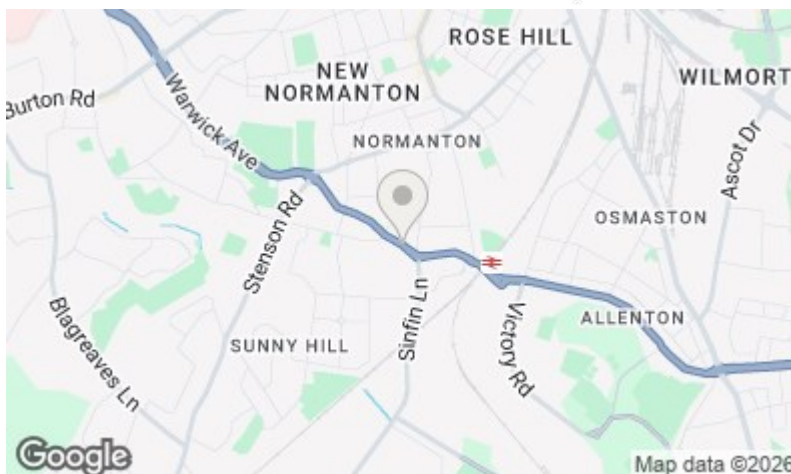 ROSE HILL
NEW
NORMANTON
WILMORT
Burton Rd
Warwick Ave
NORMANTON
Ascot Dr
Stenson Rd
OSMASTON
Blagreaves Ln
SUNNY HILL
Sinfin Ln
Victory Rd
ALLENTON
Google
Map data ©2026